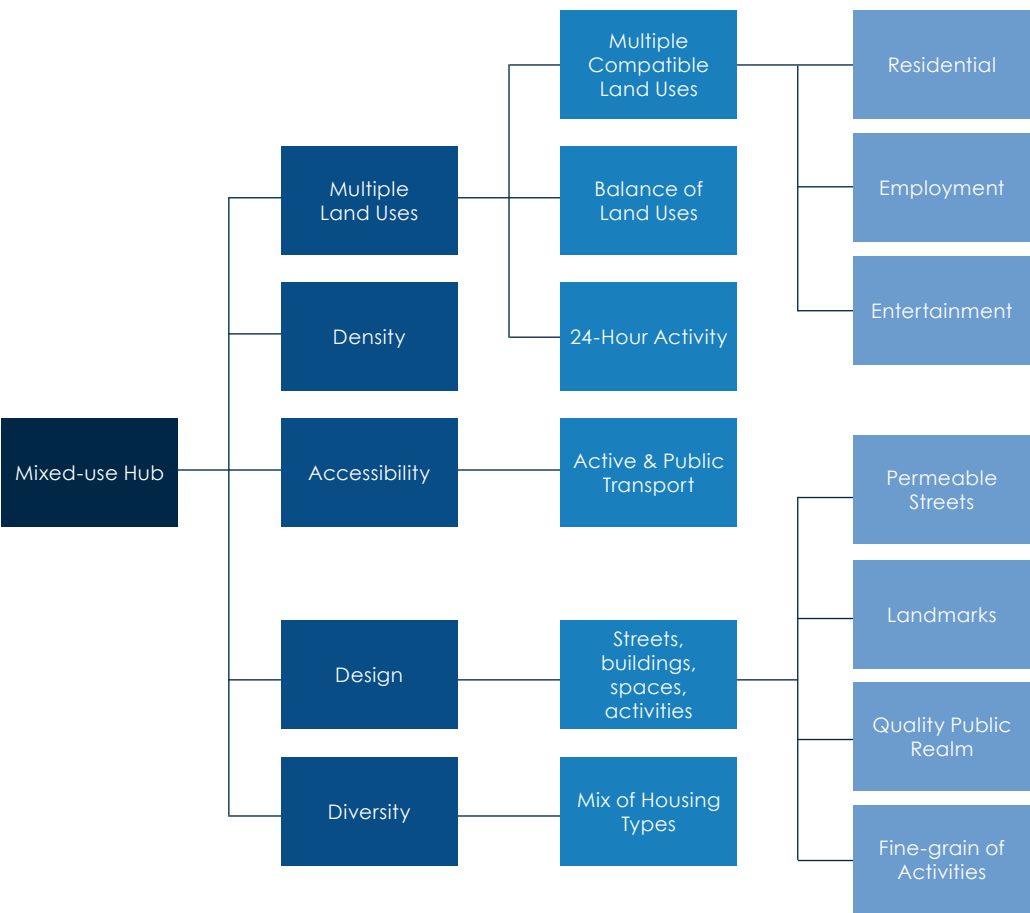 Mixed-use Hub
Multiple
Land Uses
Density
Accessibility
Design
Diversity
Multiple
Compatible
Land Uses
Balance of
Land Uses
24-Hour Activity
Active & Public
Transport
Streets,
buildings,
spaces,
activities
Mix of Housing
Types
Residential
Employment
Entertainment
Permeable
Streets
Landmarks
Quality Public
Realm
Fine-grain of
Activities